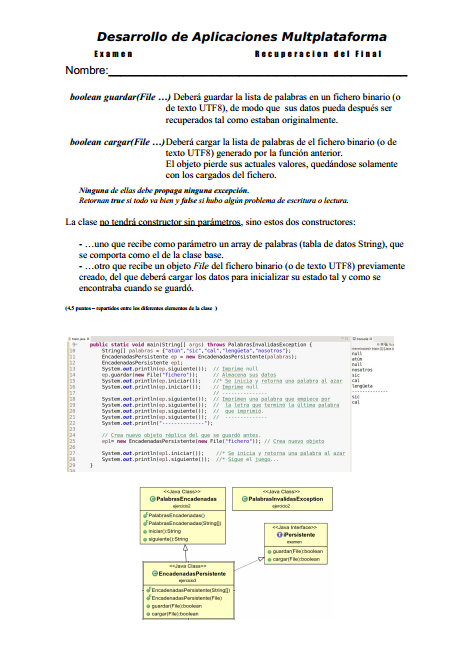 Desarrollo de Aplicaciones Multplataforma
Examen Recuperacion del Final
Nombre:
boolean guardar(File …) Deberá guardar la lista de palabras en un fichero binario (o
de texto UTF8), de modo que sus datos pueda después ser
recuperados tal como estaban originalmente.
boolean cargar(File …) Deberá cargar la lista de palabras de el fichero binario (o de
texto UTF8) generado por la función anterior.
El objeto pierde sus actuales valores, quedándose solamente
con los cargados del fichero.
Ninguna de ellas debe propaga ninguna excepción.
Retornan true si todo va bien y false si hubo algún problema de escritura o lectura.
La clase no tendrá constructor sin parámetros, sino estos dos constructores:
- …uno que recibe como parámetro un array de palabras (tabla de datos String), que
se comporta como el de la clase base.
- …otro que recibe un objeto File del fichero binario (o de texto UTF8) previamente
creado, del que deberá cargar los datos para inicializar su estado tal y como se
encontraba cuando se guardó.
(4.5 puntos – repartidos entre los diferentes elementos de la clase )
public static void main(String[] args) throws PalabrasInvalidasException {
String[] palabras = {"atún","sic","cal","lengüeta","nosotros"};
EncadenadasPersistente ep = new EncadenadasPersistente(palabras);
EncadenadasPersistente ep1;
System.out.println(ep.siguiente()); // Imprime null
ep.guardar(new File("fichero")); // Almacena sus datos
System.out.println(ep.iniciar()); /* Se inicia y retorna una palabra al azar
System.out.println(ep.iniciar()); // Imprime null
// --------------
System.out.println(ep.siguiente()); // Imprimen una palabra que empiece por
System.out.println(ep.siguiente()); // la letra que terminó la última palabra
System.out.println(ep.siguiente()); // que imprimió.
System.out.println(ep.siguiente()); // --------------
System.out.println("--------------");
// Crea nuevo objeto réplica del que se guardó antes.
ep1= new EncadenadasPersistente(new File("fichero")); // Crea nuevo objeto
System.out.println(ep1.iniciar()); /* Se inicia y retorna una palabra al azar
System.out.println(ep1.siguiente()); /* Sigue el juego...
}
null
atún
null
nosotros
sic
cal
lengüeta
--------------
sic
cal
<<Java Class>>
PalabrasEncadenadas
ejercicio2
PalabrasEncadenadas()
PalabrasEncadenadas(String[])
iniciar():String
siguiente():String
<<Java Class>>
PalabrasInvalidasException
ejercicio2
<<Java Interface>>
iPersistente
examen
guardar(File):boolean
cargar(File):boolean
<<Java Class>>
EncadenadasPersistente
ejercicio3
EncadenadasPersistente(String[])
EncadenadasPersistente(File)
guardar(File):boolean
cargar(File):boolean